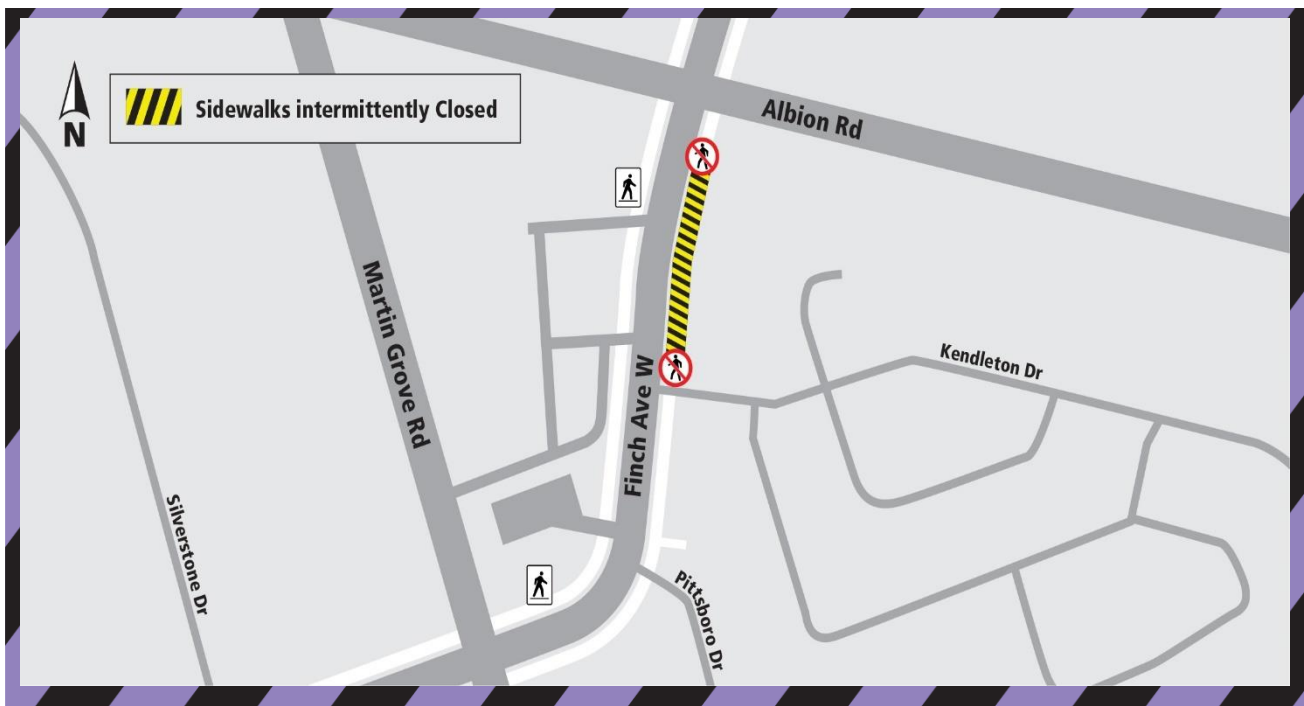 N
Sidewalks intermittently Closed
Albion Rd
Martin Grove Rd
Finch Ave W
Kendleton Dr
Silverstone Dr
Pittsboro Dr